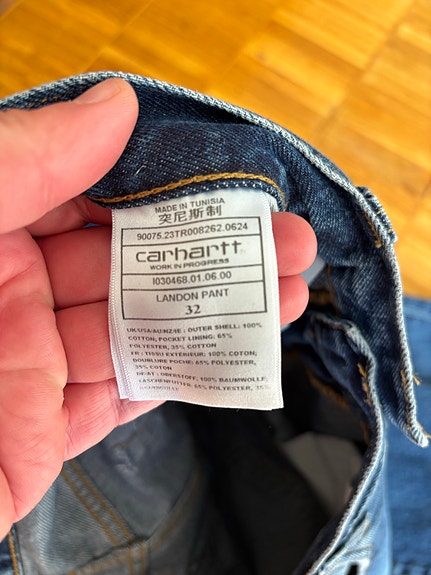 MADE IN TUNISIA
突尼斯制
90075.23TR008262.0624
carhartt
WORK IN PROGRESS
I030468.01.06.00
LANDON PANT
32
UK/USA/AU/NZ/IE : OUTER SHELL: 100%
COTTON, POCKET LINING: 65%
POLYESTER, 35% COTTON
FR : TISSU EXTÉRIEUR: 100% COTON;
DOUBLURE POCHE: 65% POLYESTER,
35% COTON
DE/AT : OBERSTOFF: 100% BAUMWOLLE,
TASCHENFUTTER: 65% POLYESTER, 35%
BAUMWOLLE